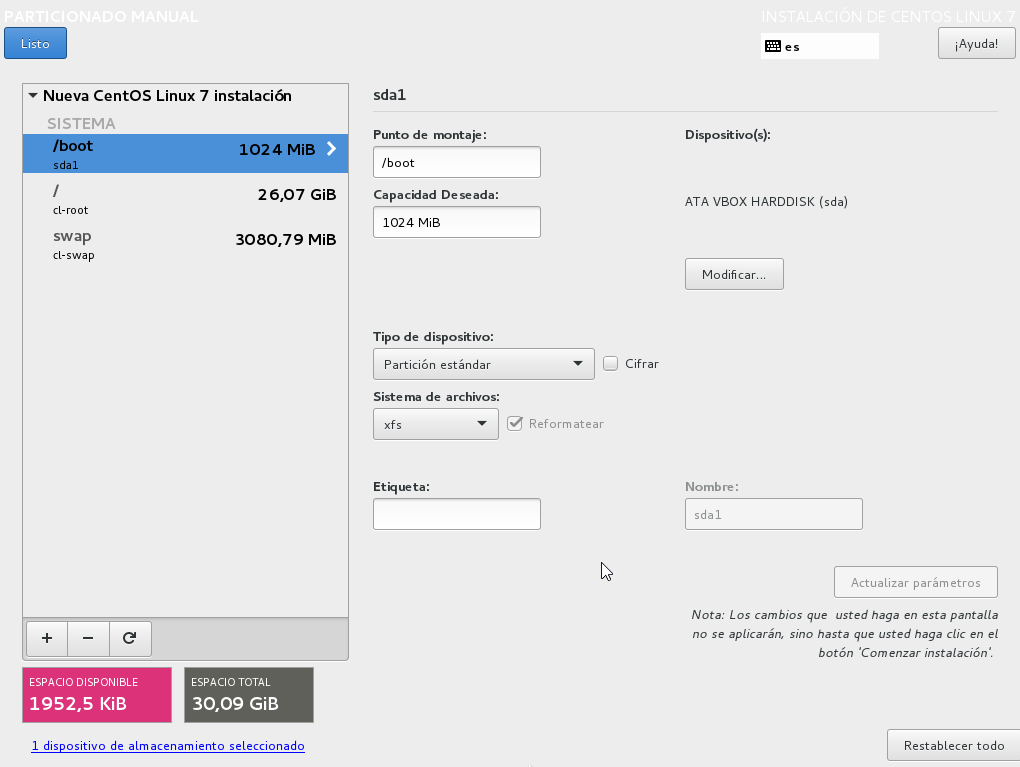 PARTICIONADO MANUAL
INSTALACIÓN DE CENTOS LINUX 7
Listo
es
¡Ayuda!
Nueva CentOS Linux 7 instalación
SISTEMA
/boot
1024 MiB
sda1
/
26,07 GiB
cl-root
swap
3080,79 MiB
cl-swap
sda1
Punto de montaje:
Dispositivo(s):
/boot
Capacidad Deseada:
ATA VBOX HARDDISK (sda)
1024 MiB
Modificar...
Tipo de dispositivo:
Partición estándar
Cifrar
Sistema de archivos:
xfs
Reformatear
Etiqueta:
Nombre:
sda1
Actualizar parámetros
Nota: Los cambios que usted haga en esta pantalla
no se aplicarán, sino hasta que usted haga clic en el
botón 'Comenzar instalación'.
ESPACIO DISPONIBLE
1952,5 KiB
ESPACIO TOTAL
30,09 GiB
1 dispositivo de almacenamiento seleccionado
Restablecer todo